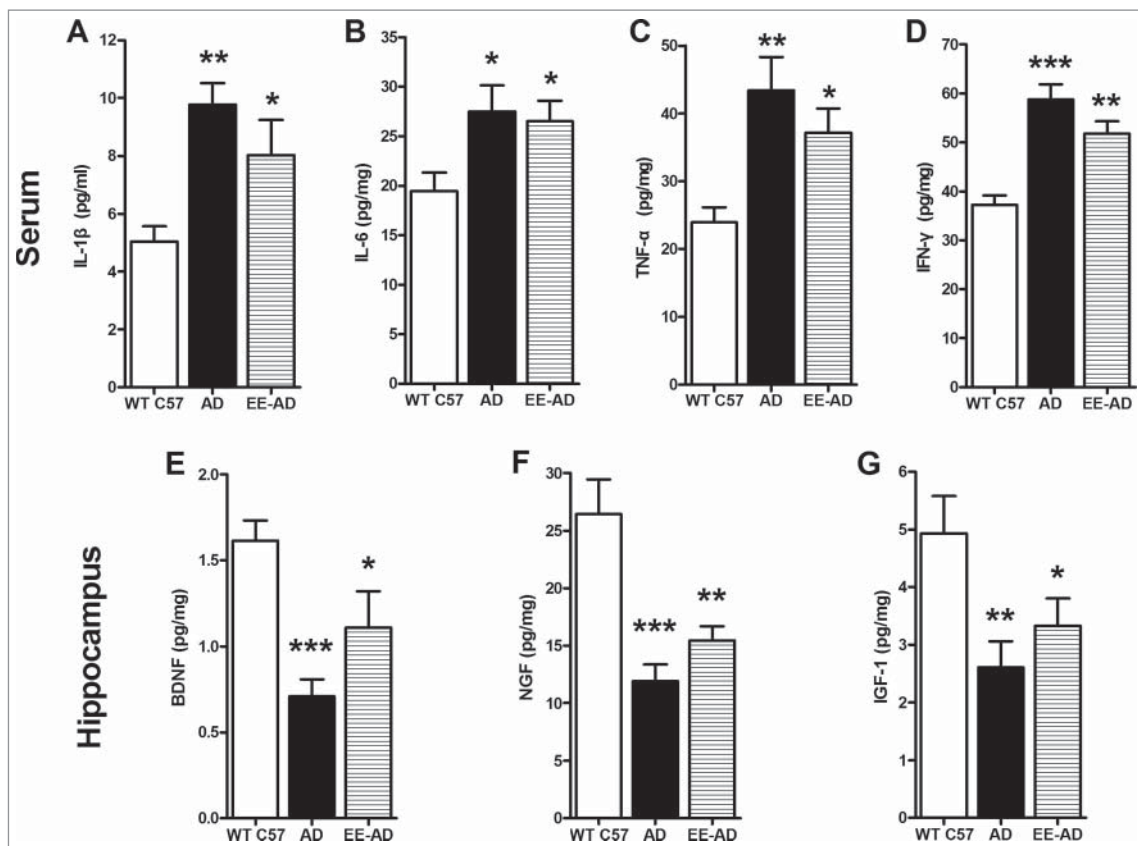 Serum
A
IL-1β (pg/ml)
12
10
8
6
4
2
0
**
*
WT C57 AD EE-AD
B
IL-6 (pg/mg)
35
30
25
20
15
10
5
0
*
*
WT C57 AD EE-AD
C
TNF-α (pg/mg)
50
40
30
20
10
0
**
*
WT C57 AD EE-AD
D
IFN-γ (pg/mg)
70
60
50
40
30
20
10
0
***
**
WT C57 AD EE-AD
Hippocampus
E
BDNF (pg/mg)
2.0
1.5
1.0
0.5
0.0
***
*
WT C57 AD EE-AD
F
NGF (pg/mg)
30
25
20
15
10
5
0
***
**
WT C57 AD EE-AD
G
IGF-1 (pg/mg)
6
5
4
3
2
1
0
**
*
WT C57 AD EE-AD